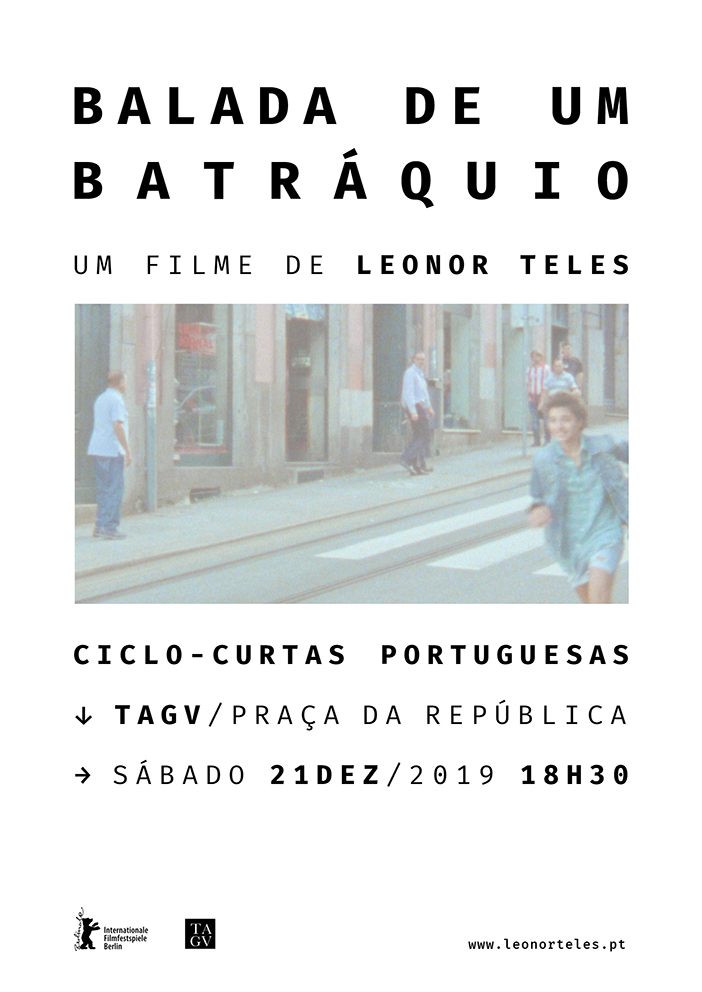 BALADA DE UM
BATRÁQUIO
UM FILME DE LEONOR TELES
CICLO-CURTAS PORTUGUESAS
↓ TAGV/PRAÇA DA REPÚBLICA
→ SÁBADO 21DEZ/2019 18H30
Berlinale
Internationale
Filmfestspiele
Berlin
TA
GV
www.leonorteles.pt